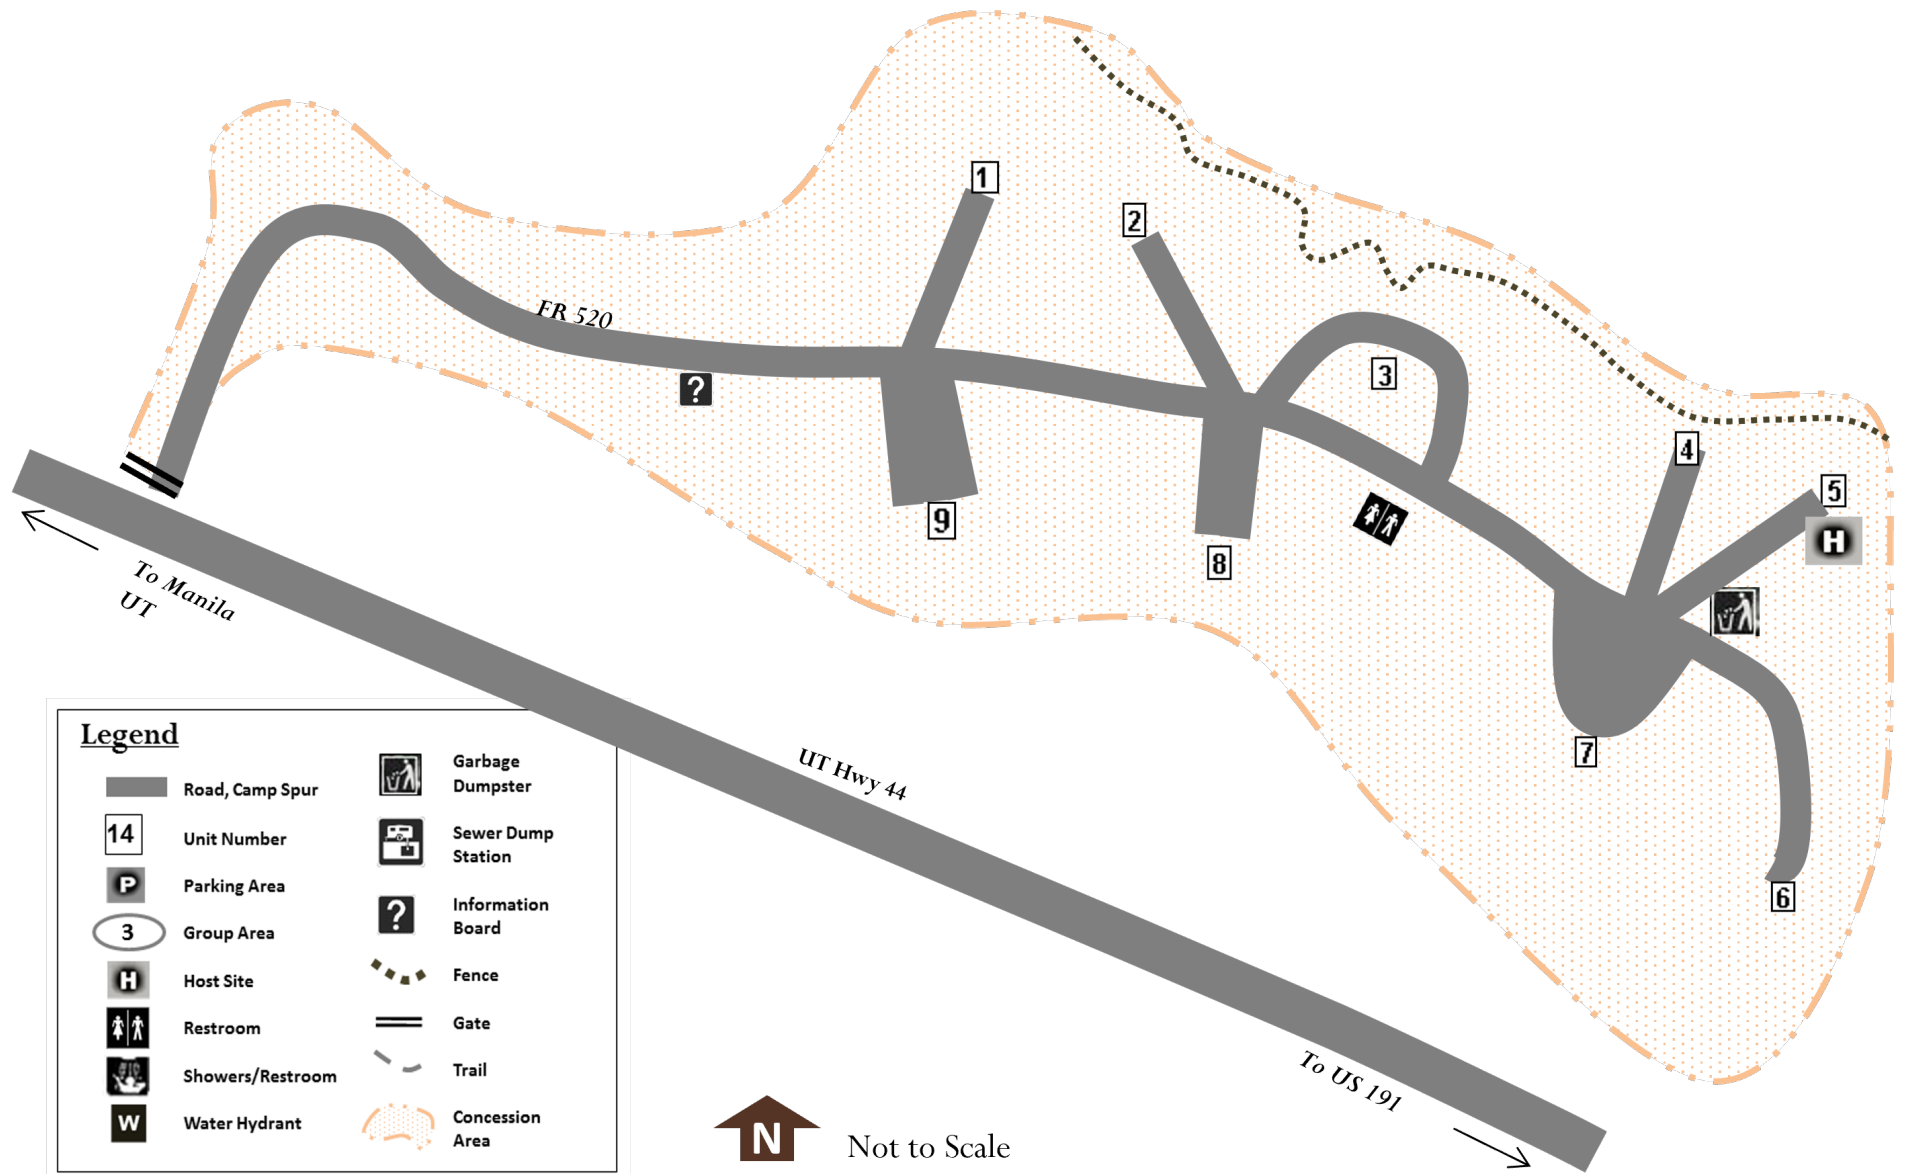 1
2
FR 520
3
?
4
5
9
H
8
To Manila
UT
7
UT Hwy 44
6
Legend
Road, Camp Spur
14
Unit Number
P
Parking Area
3
Group Area
H
Host Site
Restroom
Showers/Restroom
W
Water Hydrant
Garbage
Dumpster
Sewer Dump
Station
?
Information
Board
Fence
Gate
Trail
Concession
Area
To US 191
N
Not to Scale